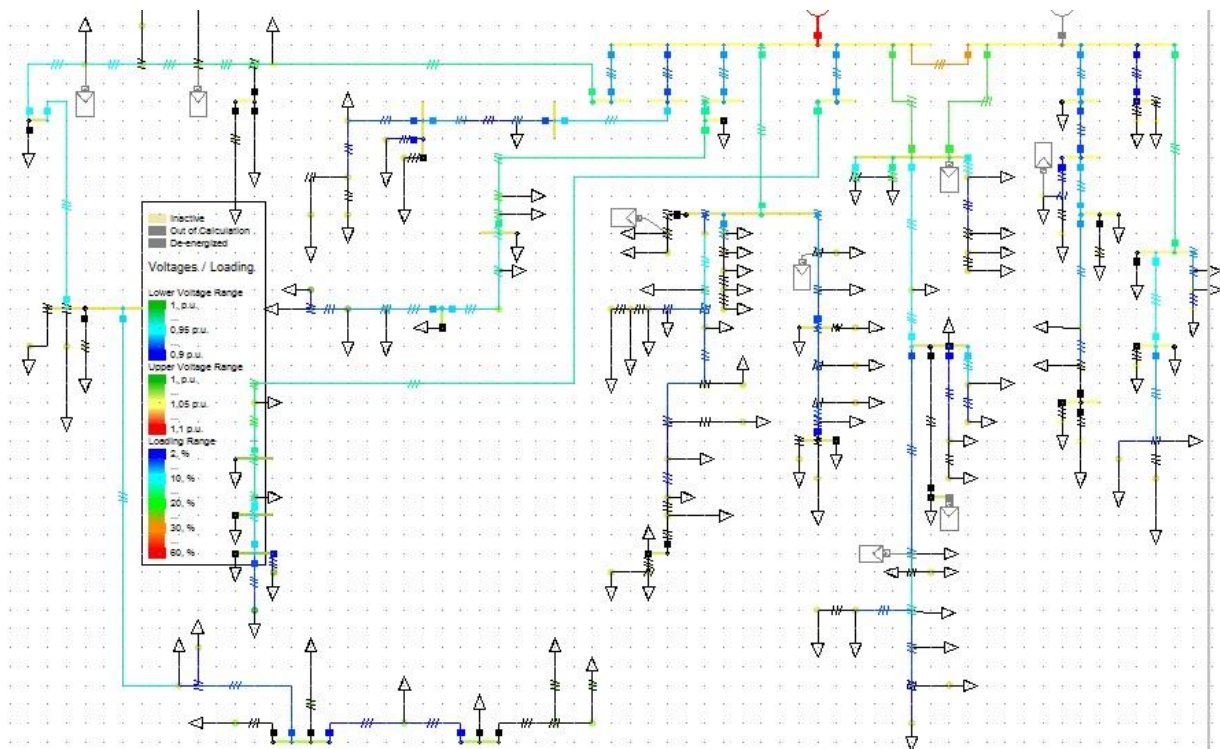 Inactive
Out of Calculation
De-energized
Voltages / Loading
Lower Voltage Range
1, p.u.
...
0,95 p.u.
...
0,9 p.u.
Upper Voltage Range
1, p.u.
...
1,05 p.u.
...
1,1 p.u.
Loading Range
2, %
...
10, %
...
20, %
...
30, %
...
60, %